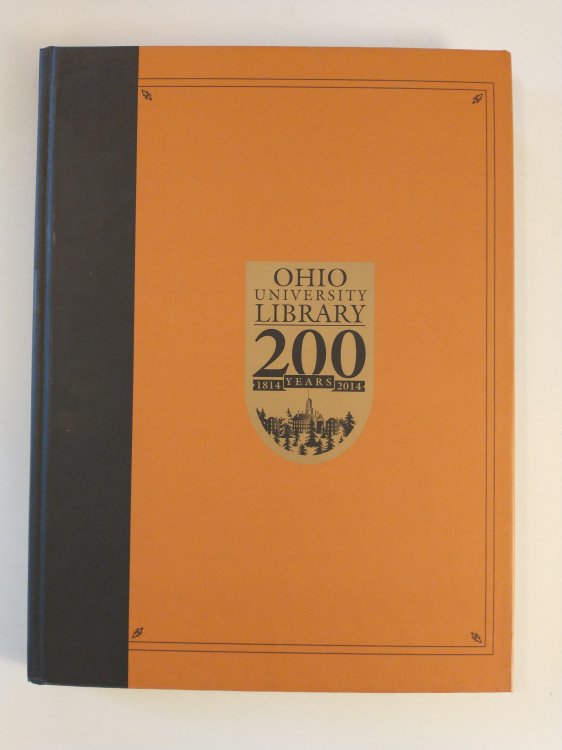 OHIO
UNIVERSITY
LIBRARY
200
1814 YEARS 2014